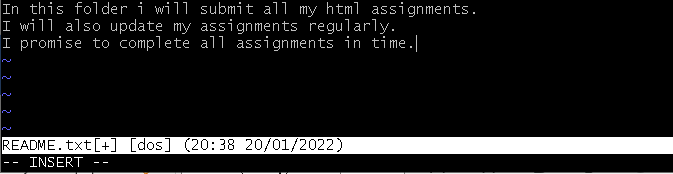 In this folder i will submit all my html assignments.
I will also update my assignments regularly.
I promise to complete all assignments in time.
~
~
~
~
~
README.txt[+] [dos] (20:38 20/01/2022)
-- INSERT --